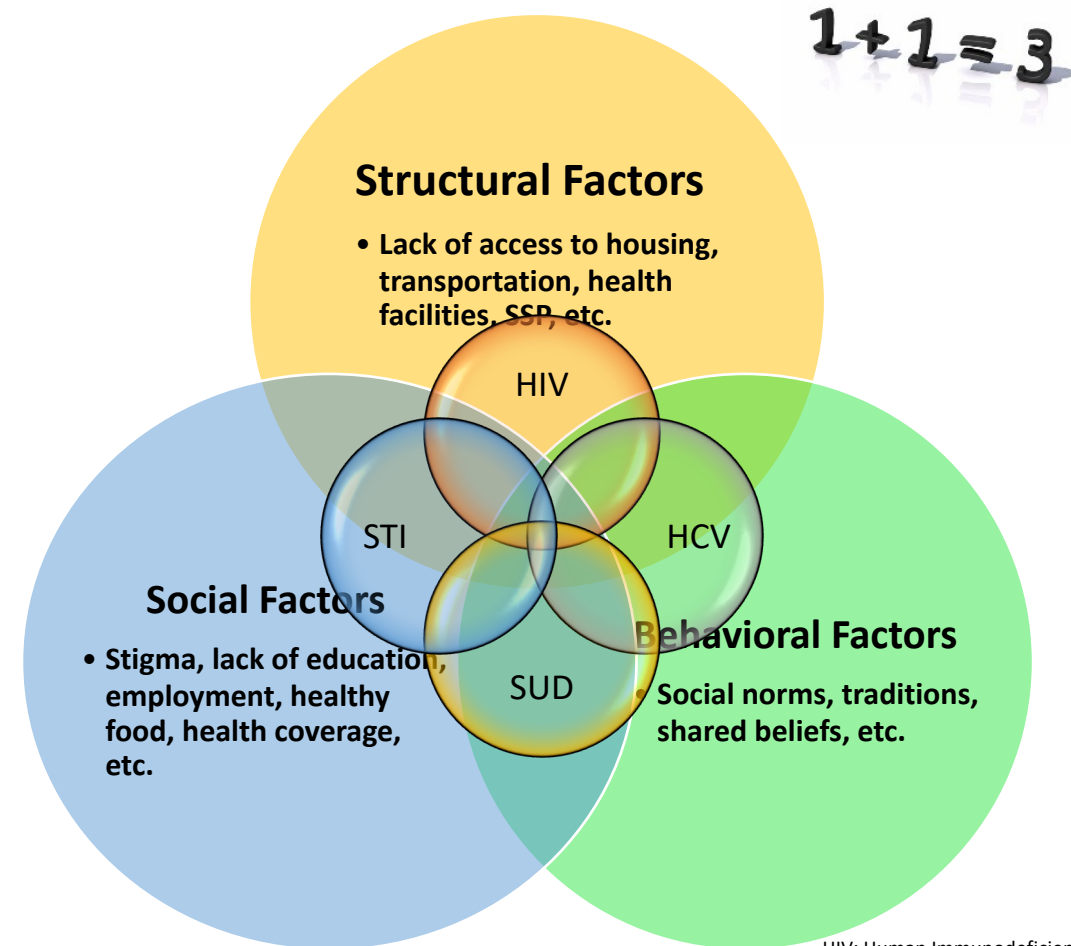 1 + 1 = 3
Structural Factors
• Lack of access to housing,
transportation, health
facilities, SSP, etc.
HIV
STI
HCV
SUD
Social Factors
• Stigma, lack of education,
employment, healthy
food, health coverage,
etc.
Behavioral Factors
• Social norms, traditions,
shared beliefs, etc.
HIV: Human